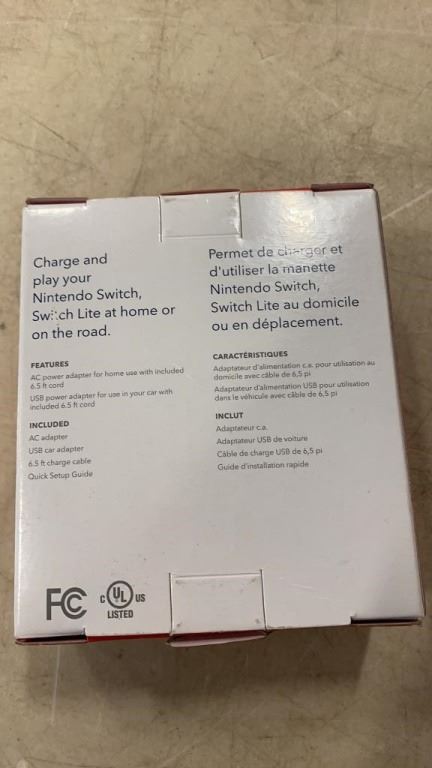 Charge and
play your
Nintendo Switch,
Switch Lite at home or
on the road.
FEATURES
AC power adapter for home use with included
6.5 ft cord
USB power adapter for use in your car with
included 6.5 ft cord
INCLUDED
AC adapter
USB car adapter
6.5 ft charge cable
Quick Setup Guide
Permet de charger et
d'utiliser la manette
Nintendo Switch,
Switch Lite au domicile
ou en déplacement.
CARACTÉRISTIQUES
Adaptateur d'alimentation c.a. pour utilisation au
domicile avec câble de 6,5 pi
Adaptateur d'alimentation USB pour utilisation
dans le véhicule avec câble de 6,5 pi
INCLUT
Adaptateur c.a.
Adaptateur USB de voiture
Câble de charge USB de 6,5 pi
Guide d'installation rapide
FC
C UL US
LISTED